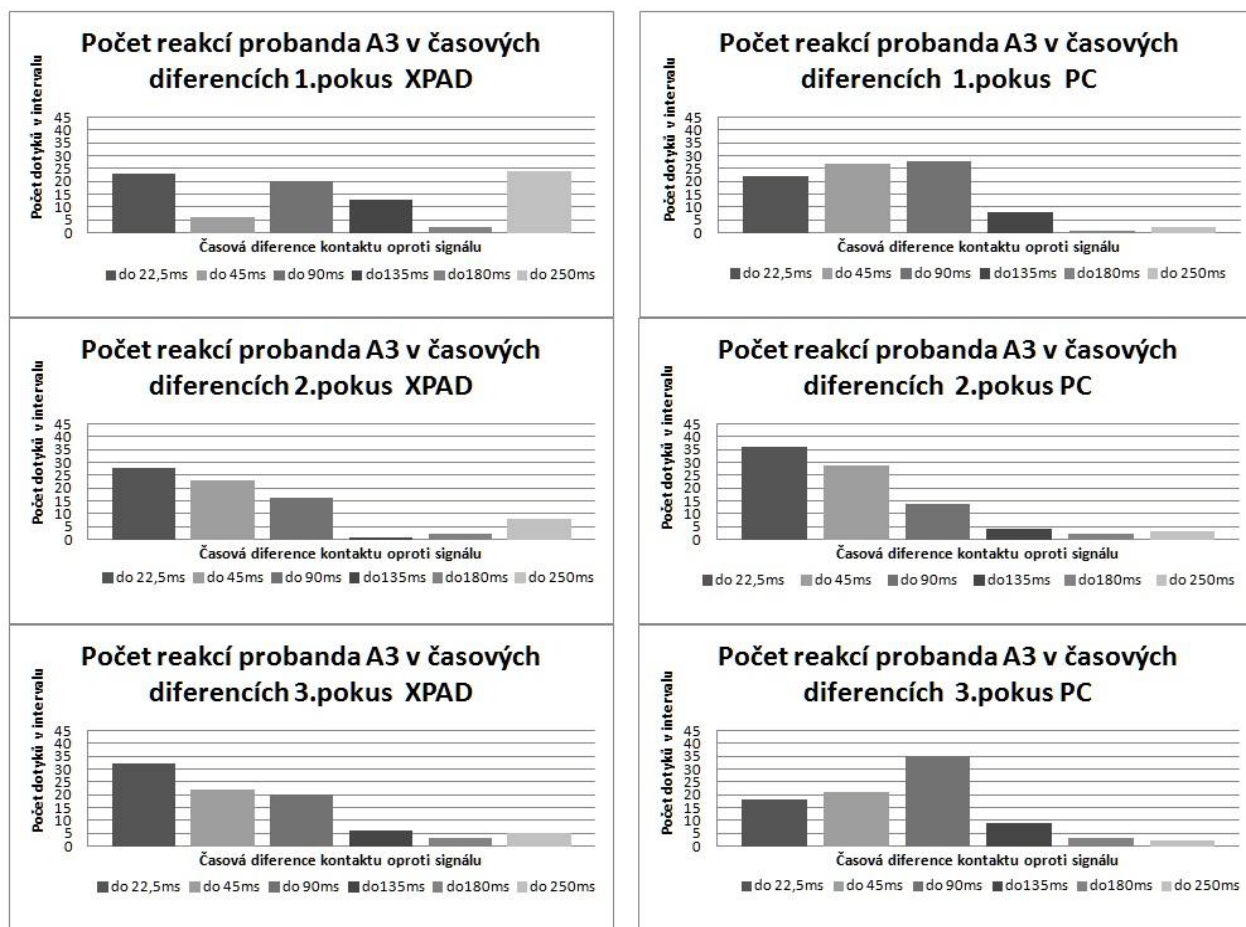 Počet reakcí probanda A3 v časových
diferencích 1.pokus XPAD
Počet dotyků v intervalu
45
40
35
30
25
20
15
10
5
0
Časová diference kontaktu oproti signálu
do 22,5ms do 45ms do 90ms do135ms do180ms do 250ms
Počet reakcí probanda A3 v časových
diferencích 1.pokus PC
Počet dotyků v intervalu
45
40
35
30
25
20
15
10
5
0
Časová diference kontaktu oproti signálu
do 22,5ms do 45ms do 90ms do135ms do180ms do 250ms
Počet reakcí probanda A3 v časových
diferencích 2.pokus XPAD
Počet dotyků v intervalu
45
40
35
30
25
20
15
10
5
0
Časová diference kontaktu oproti signálu
do 22,5ms do 45ms do 90ms do135ms do180ms do 250ms
Počet reakcí probanda A3 v časových
diferencích 2.pokus PC
Počet dotyků v intervalu
45
40
35
30
25
20
15
10
5
0
Časová diference kontaktu oproti signálu
do 22,5ms do 45ms do 90ms do135ms do180ms do 250ms
Počet reakcí probanda A3 v časových
diferencích 3.pokus XPAD
Počet dotyků v intervalu
45
40
35
30
25
20
15
10
5
0
Časová diference kontaktu oproti signálu
do 22,5ms do 45ms do 90ms do135ms do180ms do 250ms
Počet reakcí probanda A3 v časových
diferencích 3.pokus PC
Počet dotyků v intervalu
45
40
35
30
25
20
15
10
5
0
Časová diference kontaktu oproti signálu
do 22,5ms do 45ms do 90ms do135ms do180ms do 250ms